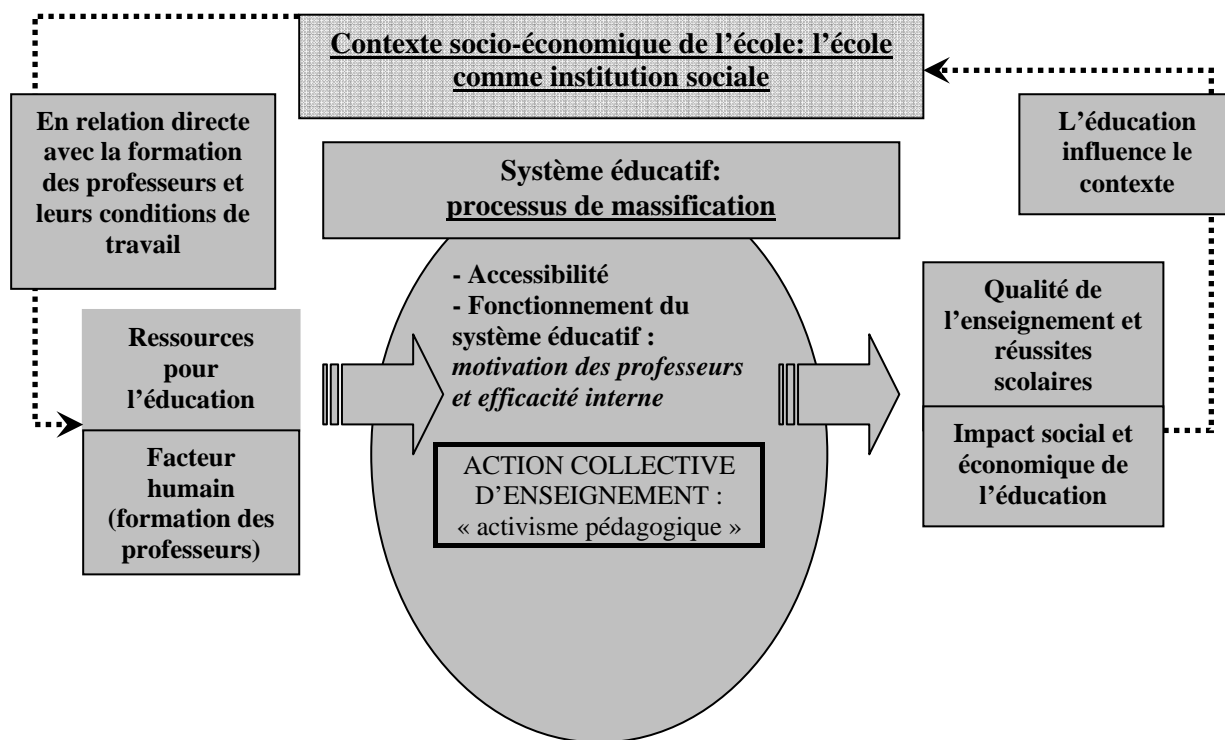 Contexte socio-économique de l’école: l’école
comme institution sociale
En relation directe
avec la formation
des professeurs et
leurs conditions de
travail
L’éducation
influence le
contexte
Système éducatif:
processus de massification
- Accessibilité
- Fonctionnement du
système éducatif :
motivation des professeurs
et efficacité interne
ACTION COLLECTIVE
D’ENSEIGNEMENT :
« activisme pédagogique »
Ressources
pour
l’éducation
Facteur
humain
(formation des
professeurs)
Qualité de
l’enseignement et
réussites
scolaires
Impact social et
économique de
l’éducation